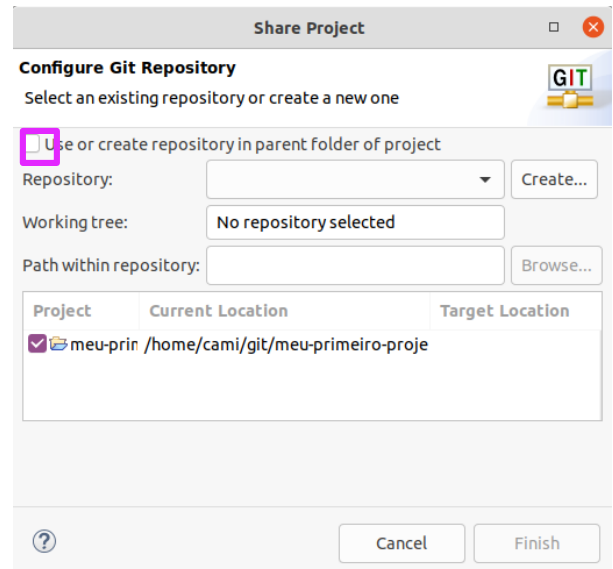 Share Project
Configure Git Repository
Select an existing repository or create a new one
GIT
Use or create repository in parent folder of project
Repository: Create...
Working tree: No repository selected
Path within repository: Browse...
Project Current Location Target Location
meu-prin /home/cami/git/meu-primeiro-proje
? Cancel Finish